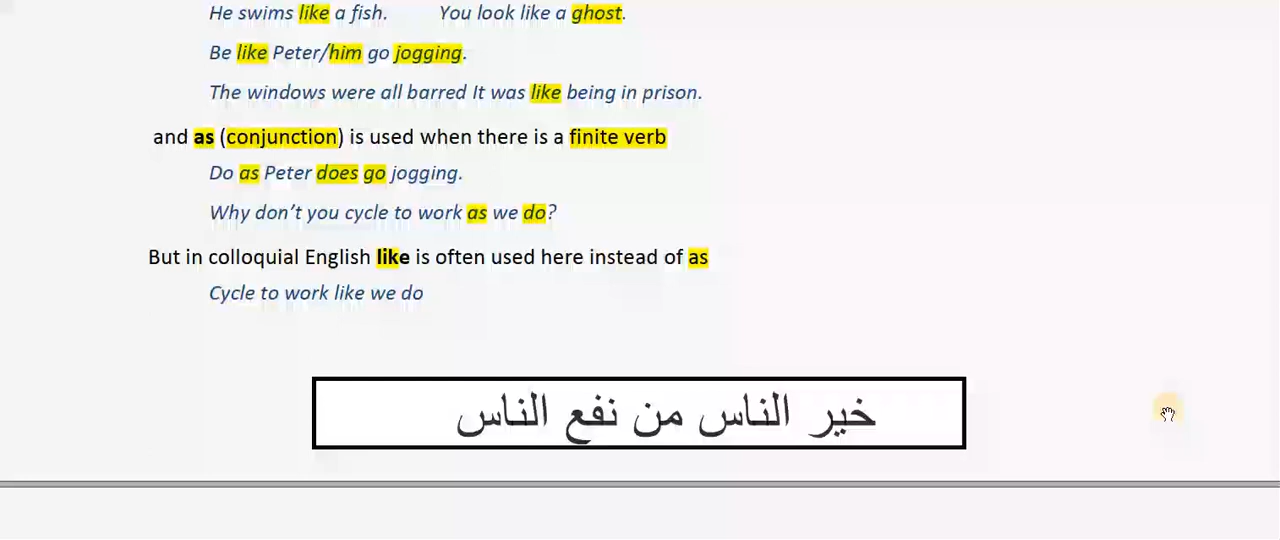 He swims like a fish. You look like a ghost.
Be like Peter/him go jogging.
The windows were all barred It was like being in prison.
and as (conjunction) is used when there is a finite verb
Do as Peter does go jogging.
Why don't you cycle to work as we do?
But in colloquial English like is often used here instead of as
Cycle to work like we do
خير الناس من نفع الناس